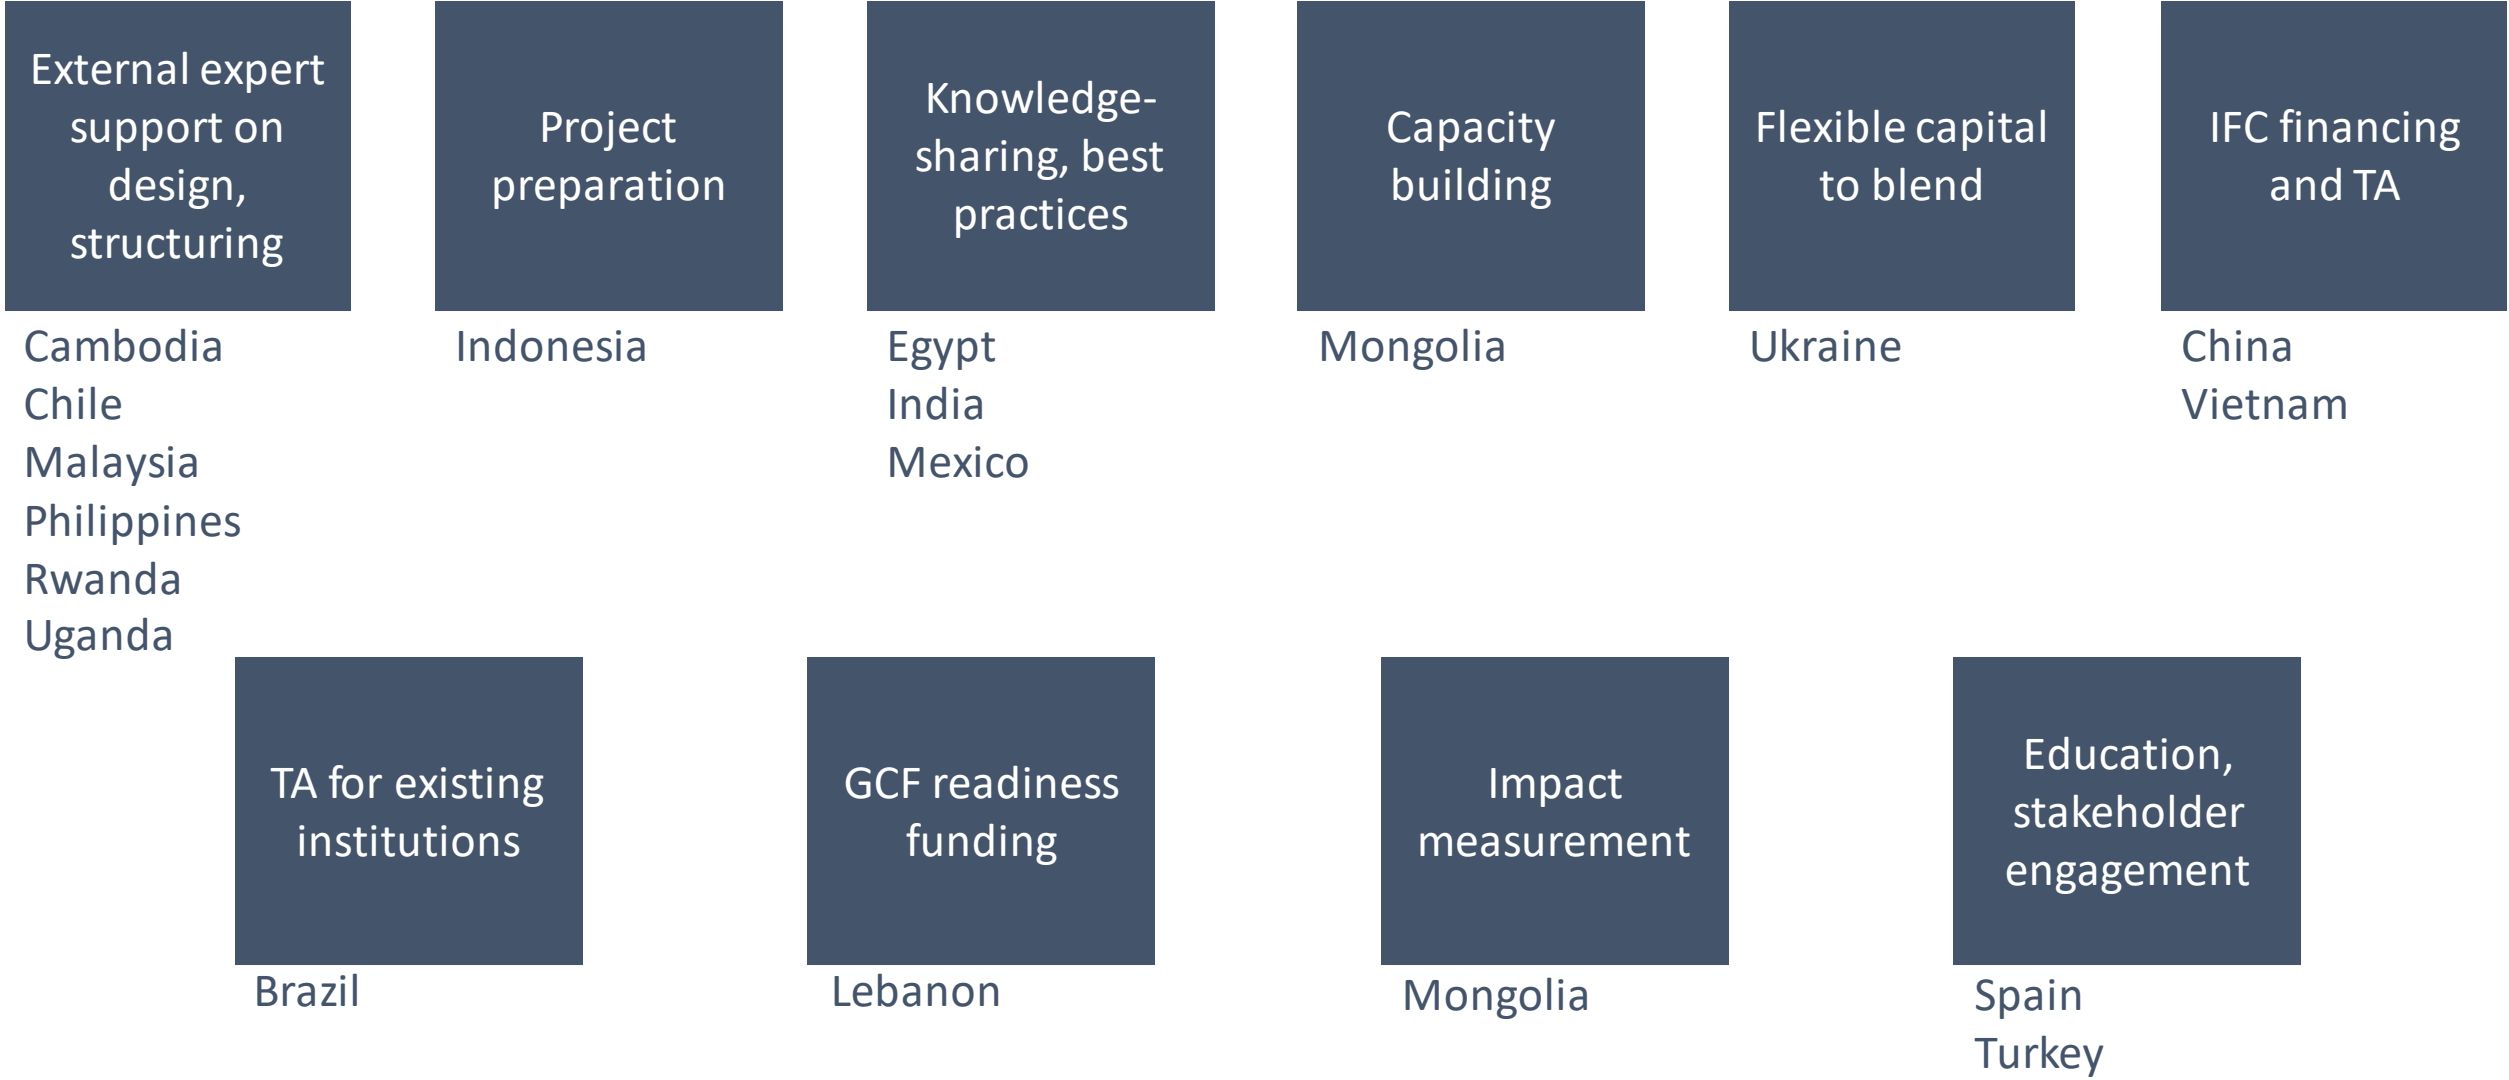 External expert
support on
design,
structuring
Cambodia
Chile
Malaysia
Philippines
Rwanda
Uganda
Project
preparation
Indonesia
Knowledge-
sharing, best
practices
Egypt
India
Mexico
Capacity
building
Mongolia
Flexible capital
to blend
Ukraine
IFC financing
and TA
China
Vietnam
TA for existing
institutions
Brazil
GCF readiness
funding
Lebanon
Impact
measurement
Mongolia
Education,
stakeholder
engagement
Spain
Turkey